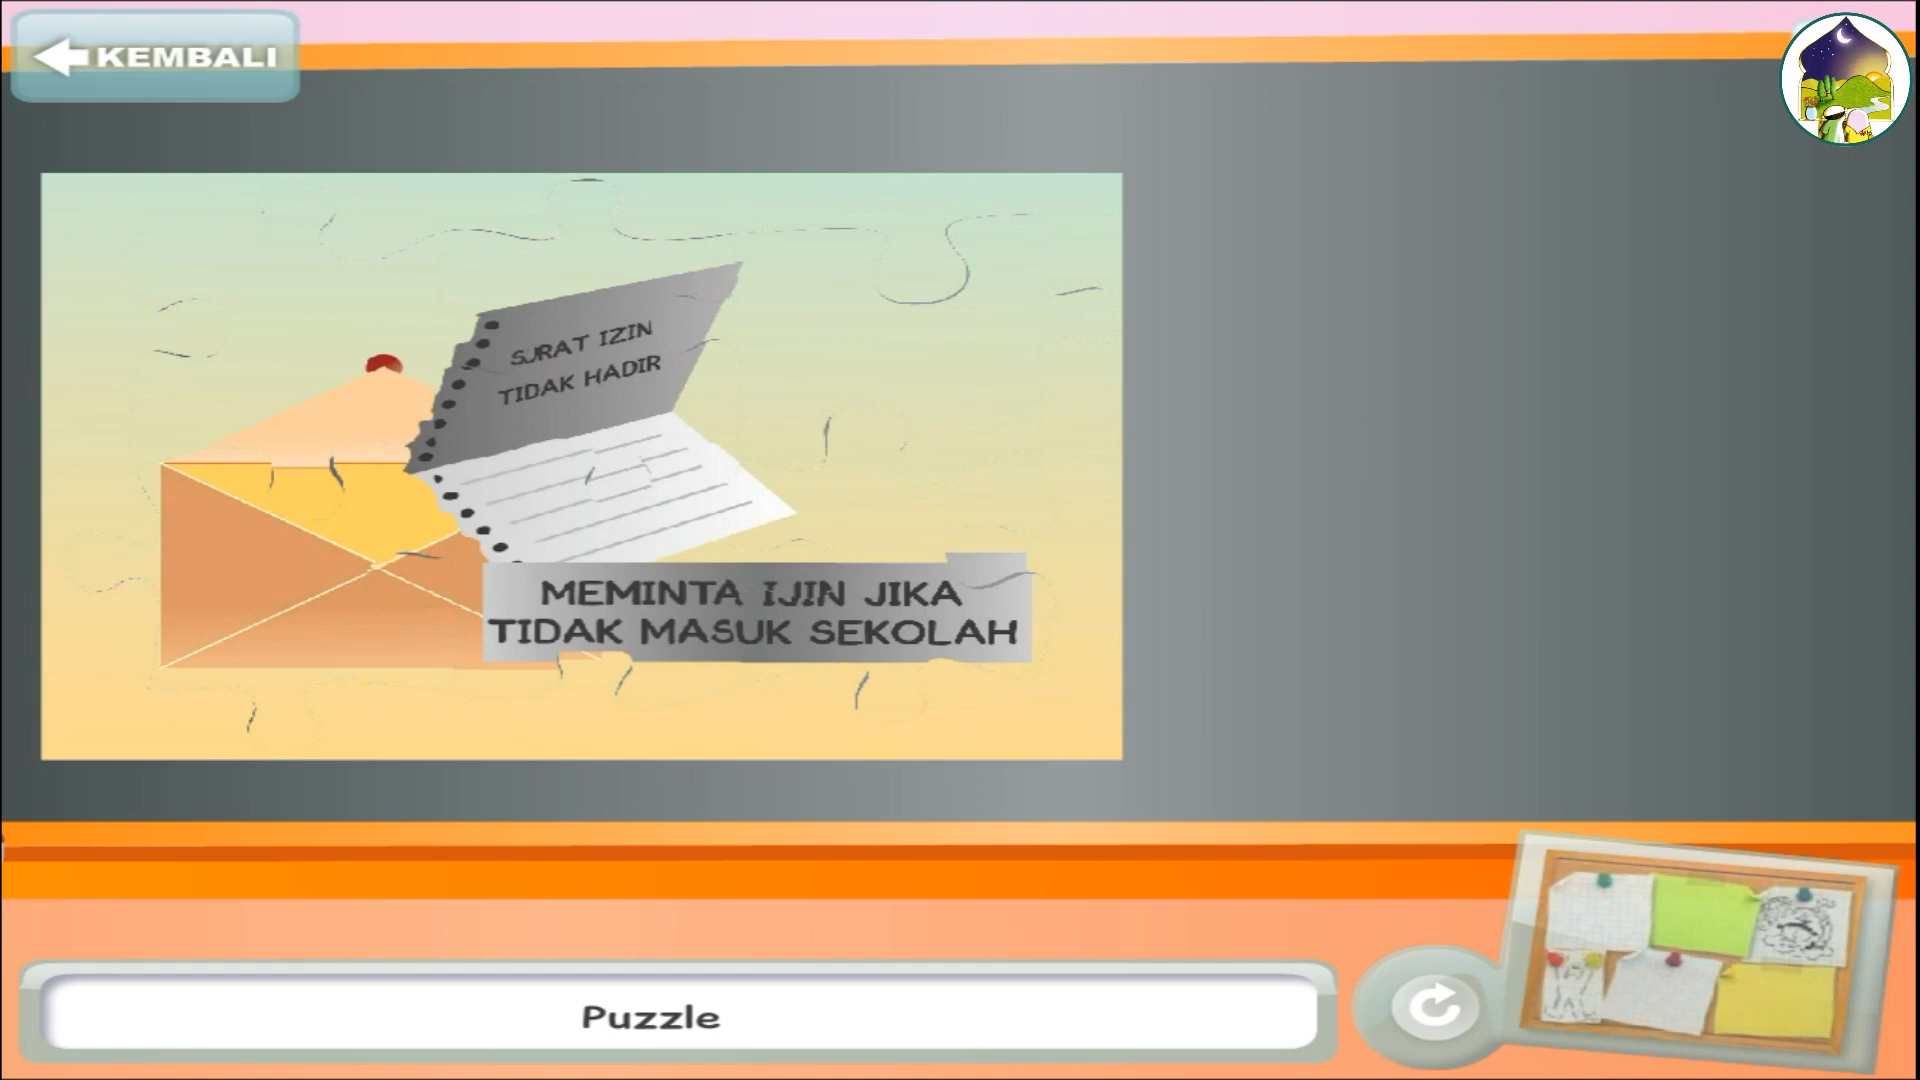 KEMBALI
SURAT IZIN
TIDAK HADIR
MEMINTA IJIN JIKA
TIDAK MASUK SEKOLAH
Puzzle